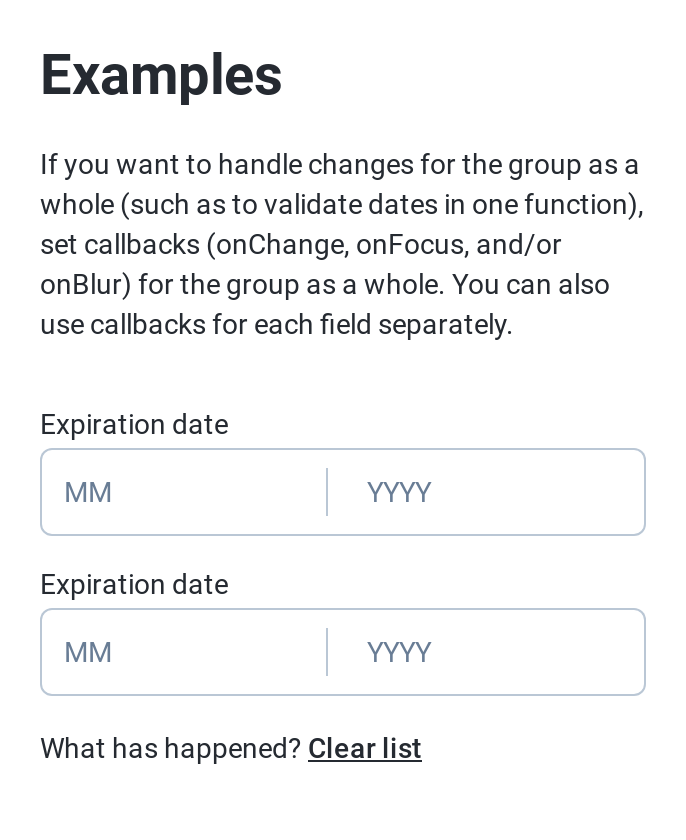 Examples
If you want to handle changes for the group as a
whole (such as to validate dates in one function),
set callbacks (onChange, onFocus, and/or
onBlur) for the group as a whole. You can also
use callbacks for each field separately.
Expiration date
MM YYYY
Expiration date
MM YYYY
What has happened? Clear list